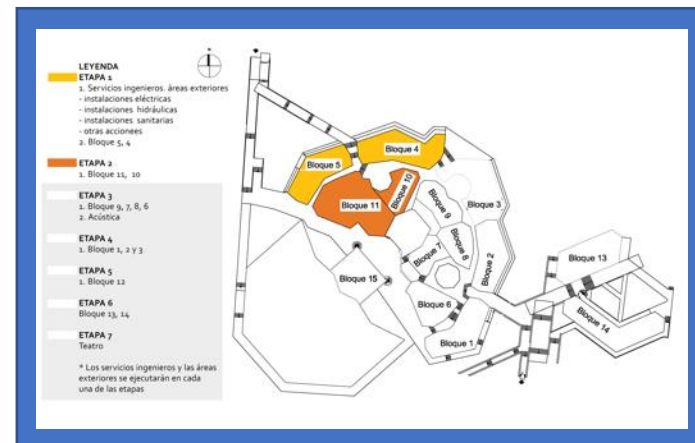 LEYENDA
ETAPA 1
1. Servicios ingenieros. áreas exteriores
- instalaciones eléctricas
- instalaciones hidráulicas
- instalaciones sanitarias
- otras accionees
2. Bloque 5, 4
ETAPA 2
1. Bloque 11, 10
ETAPA 3
1. Bloque 9, 7, 8, 6
2. Acústica
ETAPA 4
1. Bloque 1, 2 y 3
ETAPA 5
1. Bloque 12
ETAPA 6
Bloque 13, 14
ETAPA 7
Teatro
* Los servicios ingenieros y las áreas
exteriores se ejecutarán en cada
una de las etapas
Bloque 4
Bloque 5
Bloque 10
Bloque 11
Bloque 9
Bloque 3
Bloque 8
Bloque 7
Bloque 2
Bloque 15
Bloque 6
Bloque 1
Bloque 13
Bloque 14